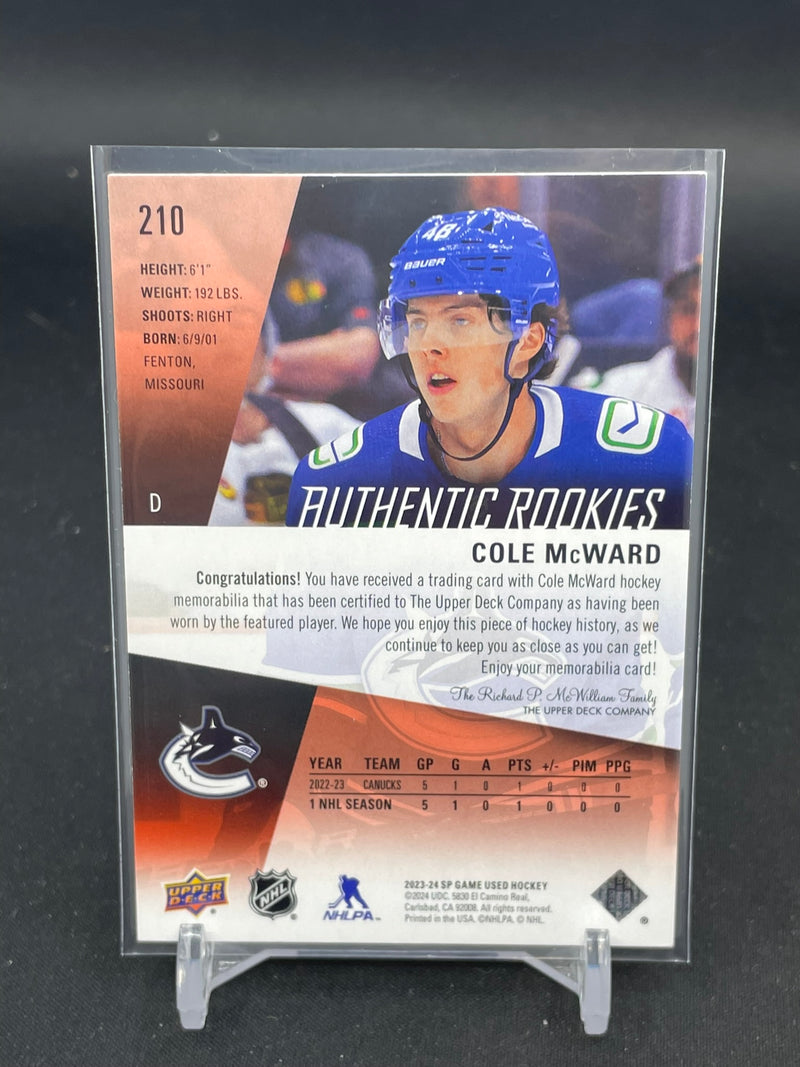 210
HEIGHT: 6'1"
WEIGHT: 192 LBS.
SHOOTS: RIGHT
BORN: 6/9/01
FENTON,
MISSOURI
48
BAUER
D
AUTHENTIC ROOKIES
COLE McWARD
Congratulations! You have received a trading card with Cole McWard hockey
memorabilia that has been certified to The Upper Deck Company as having been
worn by the featured player. We hope you enjoy this piece of hockey history, as we
continue to keep you as close as you can get!
Enjoy your memorabilia card!
The Richard P. McWilliam Family
THE UPPER DECK COMPANY
YEAR TEAM GP G A PTS +/- PIM PPG
2022-23 CANUCKS 5 1 0 1 0 0 0
1 NHL SEASON 5 1 0 1 0 0 0
®
UPPER DECK
NHL
NHLPA
2023-24 SP GAME USED HOCKEY
©2024 UDC. 5830 El Camino Real,
Carlsbad, CA 92008. All rights reserved.
Printed in the USA. ©NHLPA. © NHL.
®